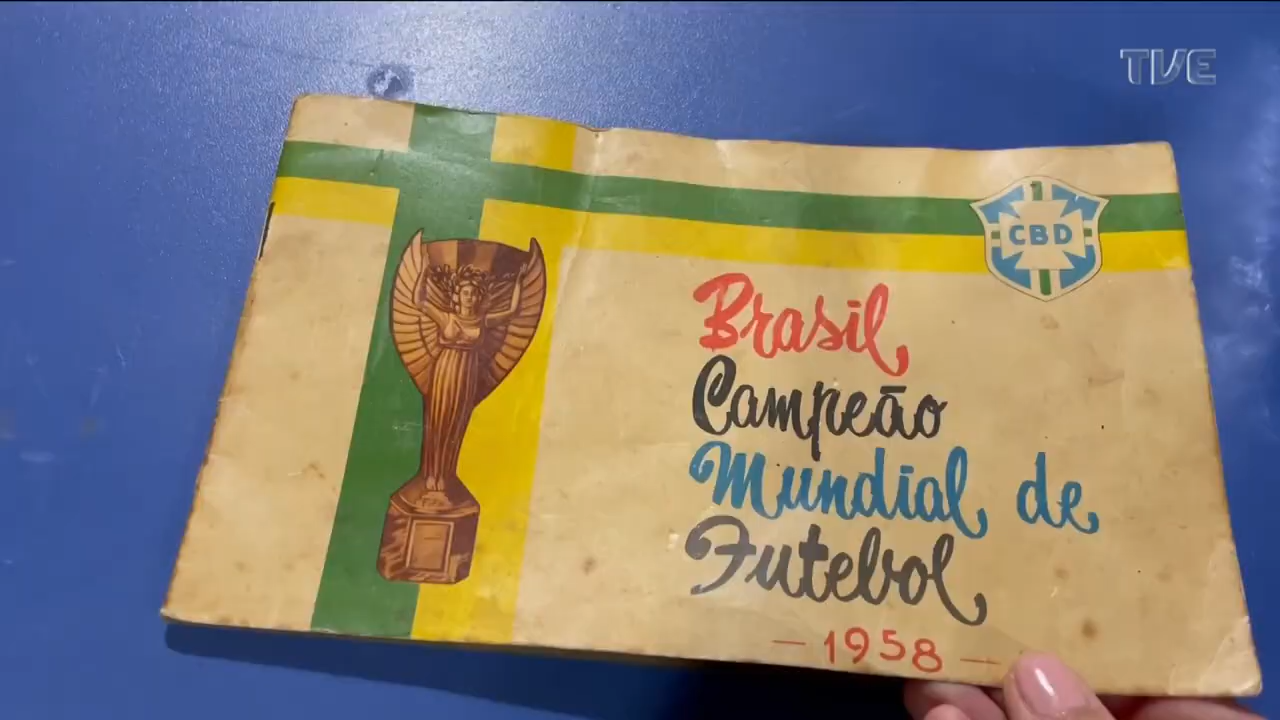 TVE
CBD
Brasil
Campeão
Mundial de
Futebol
— 1958 —